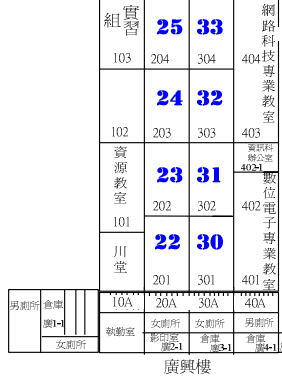 實習組
103
25
204
33
304
404
網路科技專業教室
102
24
203
32
303
403
資源教室
101
23
202
31
302
資訊科
辦公室
402-1
402
數位電子專業教室
川堂
22
201
30
301
401
10A
20A
30A
40A
男廁所
倉庫
廣1-1
女廁所
執勤室
女廁所
影印室
廣2-1
女廁所
倉庫
廣3-1
男廁所
倉庫
廣4-1
廣興樓